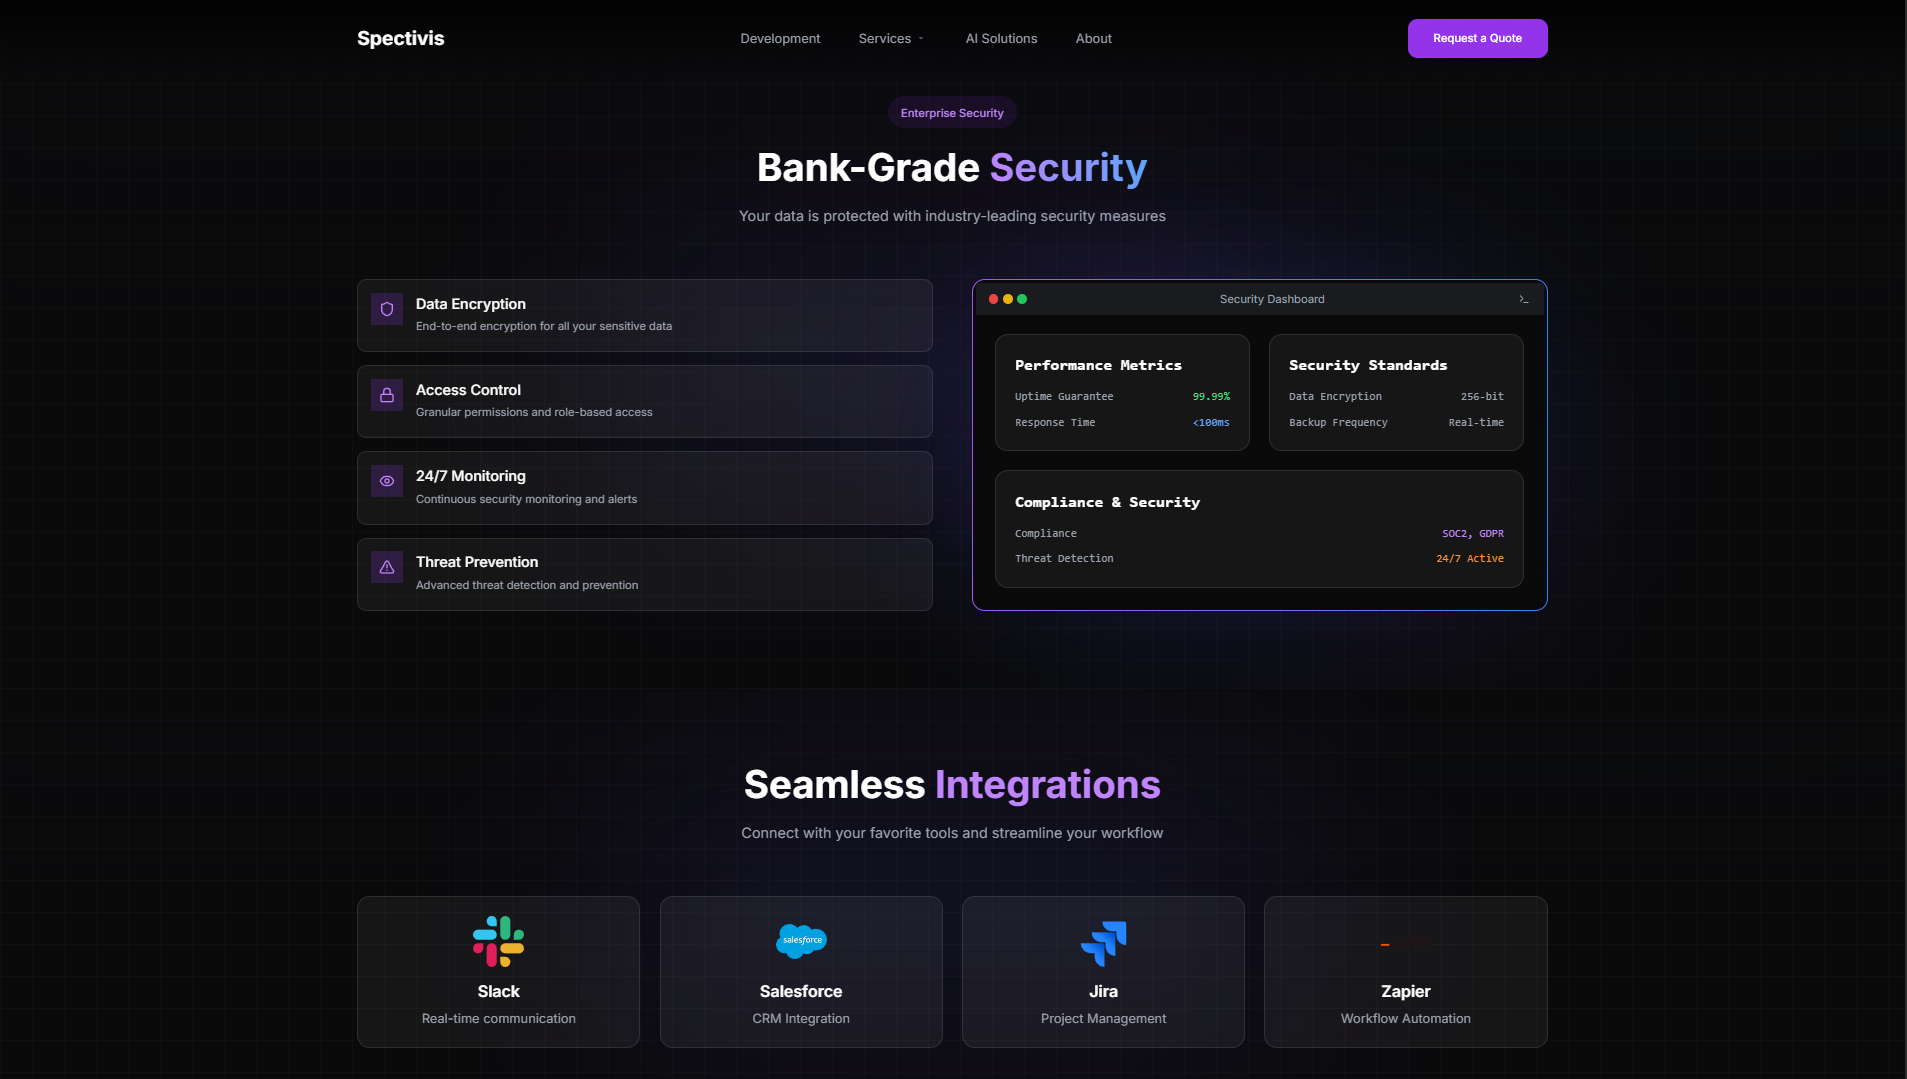 Spectivis
Development
Services
AI Solutions
About
Request a Quote
Enterprise Security
Bank-Grade Security
Your data is protected with industry-leading security measures
Data Encryption
End-to-end encryption for all your sensitive data
Access Control
Granular permissions and role-based access
24/7 Monitoring
Continuous security monitoring and alerts
Threat Prevention
Advanced threat detection and prevention
Security Dashboard
Performance Metrics
Uptime Guarantee 99.99%
Response Time <100ms
Security Standards
Data Encryption 256-bit
Backup Frequency Real-time
Compliance & Security
Compliance SOC2, GDPR
Threat Detection 24/7 Active
Seamless Integrations
Connect with your favorite tools and streamline your workflow
Slack
Real-time communication
salesforce
Salesforce
CRM Integration
Jira
Project Management
Zapier
Workflow Automation